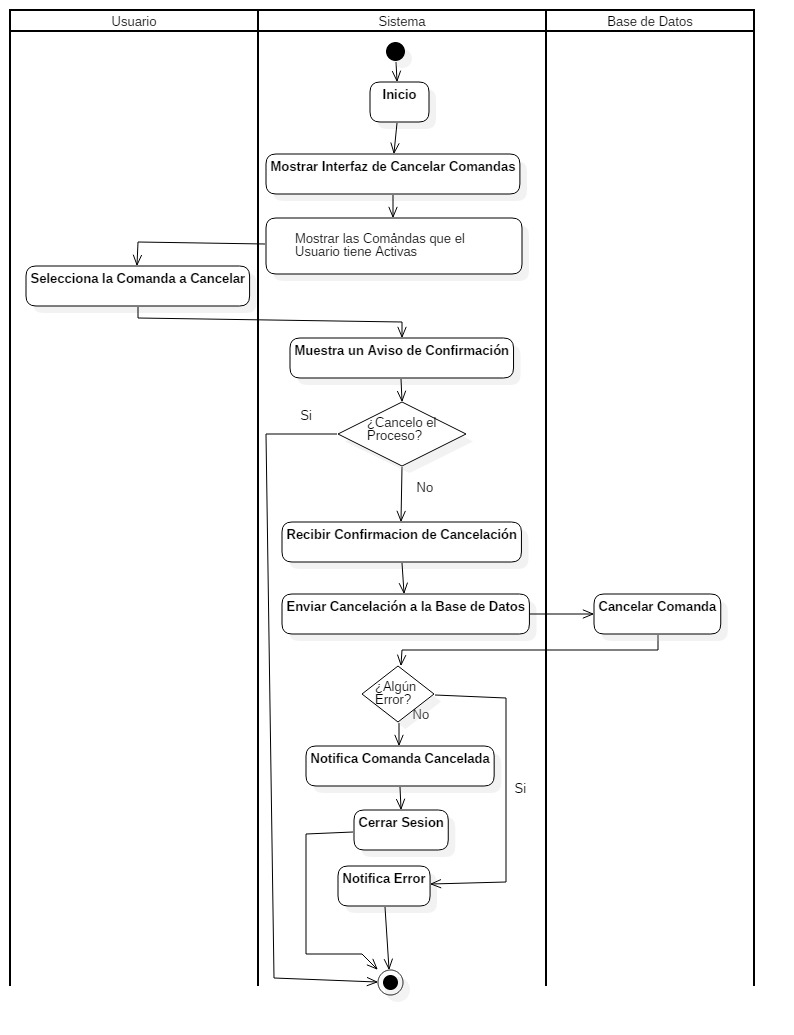 Usuario
Sistema
Base de Datos
Inicio
Mostrar Interfaz de Cancelar Comandas
Mostrar las Comandas que el
Usuario tiene Activas
Selecciona la Comanda a Cancelar
Muestra un Aviso de Confirmación
Si
¿Cancelo el
Proceso?
No
Recibir Confirmacion de Cancelación
Enviar Cancelación a la Base de Datos
Cancelar Comanda
¿Algún
Error?
No
Notifica Comanda Cancelada
Si
Cerrar Sesion
Notifica Error